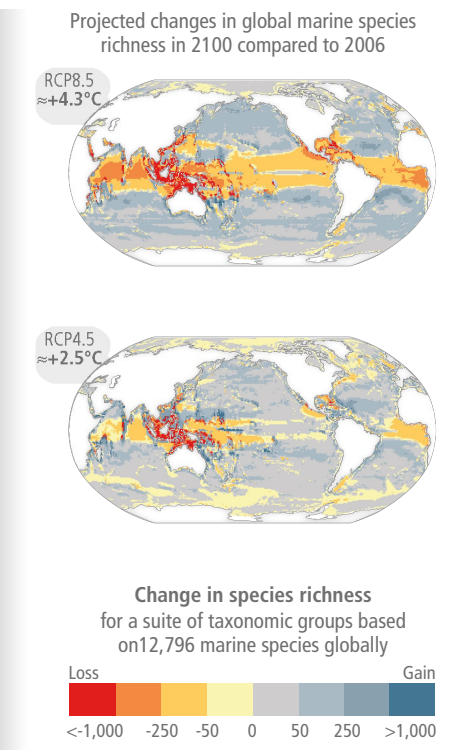 Projected changes in global marine species
richness in 2100 compared to 2006
RCP8.5
≈+4.3°C
RCP4.5
≈+2.5°C
Change in species richness
for a suite of taxonomic groups based
on12,796 marine species globally
Loss Gain
<-1,000 -250 -50 0 50 250 >1,000